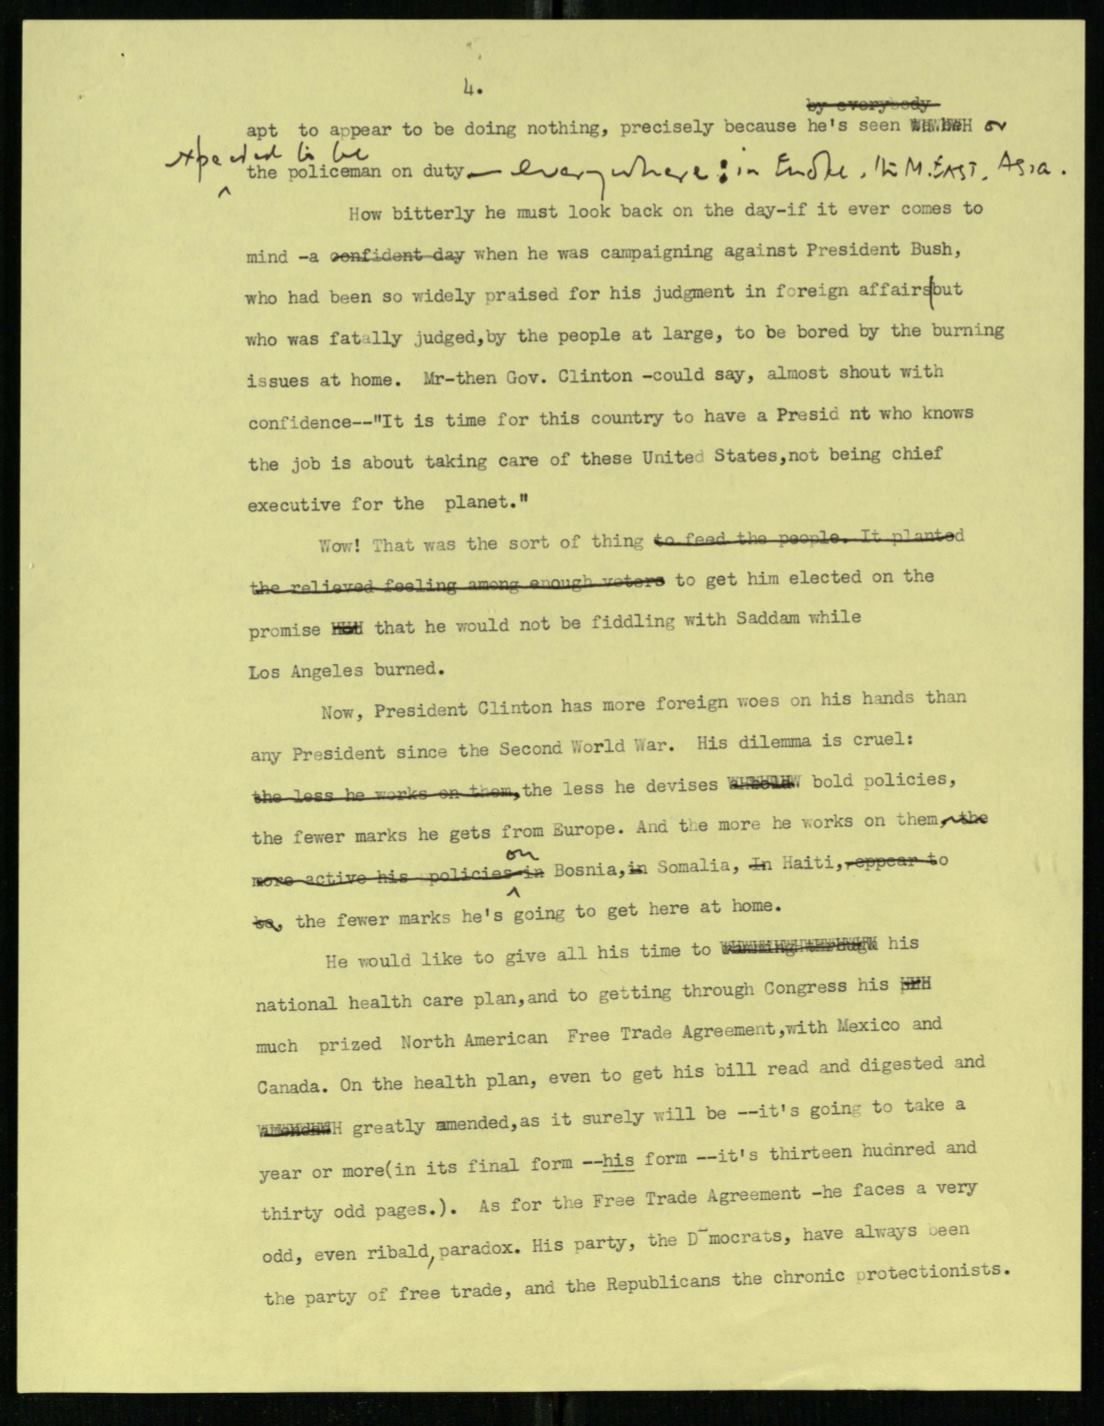 4.
by everybody
apt to appear to be doing nothing, precisely because he's seen or
expected to be
the policeman on duty — everywhere: in Europe, the M. EAST, Asia.
How bitterly he must look back on the day-if it ever comes to
mind -a confident day when he was campaigning against President Bush,
who had been so widely praised for his judgment in foreign affairs but
who was fatally judged,by the people at large, to be bored by the burning
issues at home. Mr-then Gov. Clinton -could say, almost shout with
confidence--"It is time for this country to have a Presid nt who knows
the job is about taking care of these United States,not being chief
executive for the planet."
Wow! That was the sort of thing to feed the people. It planted
the relieved feeling among enough voters to get him elected on the
promise that he would not be fiddling with Saddam while
Los Angeles burned.
Now, President Clinton has more foreign woes on his hands than
any President since the Second World War. His dilemma is cruel:
the less he works on them,the less he devises bold policies,
the fewer marks he gets from Europe. And the more he works on them, the
on
more active his policies in Bosnia,in Somalia, In Haiti, appear to
be, the fewer marks he's going to get here at home.
He would like to give all his time to his
national health care plan,and to getting through Congress his
much prized North American Free Trade Agreement,with Mexico and
Canada. On the health plan, even to get his bill read and digested and
greatly amended,as it surely will be --it's going to take a
year or more(in its final form --his form --it's thirteen hudnred and
thirty odd pages.). As for the Free Trade Agreement -he faces a very
odd, even ribald, paradox. His party, the D mocrats, have always been
the party of free trade, and the Republicans the chronic protectionists.